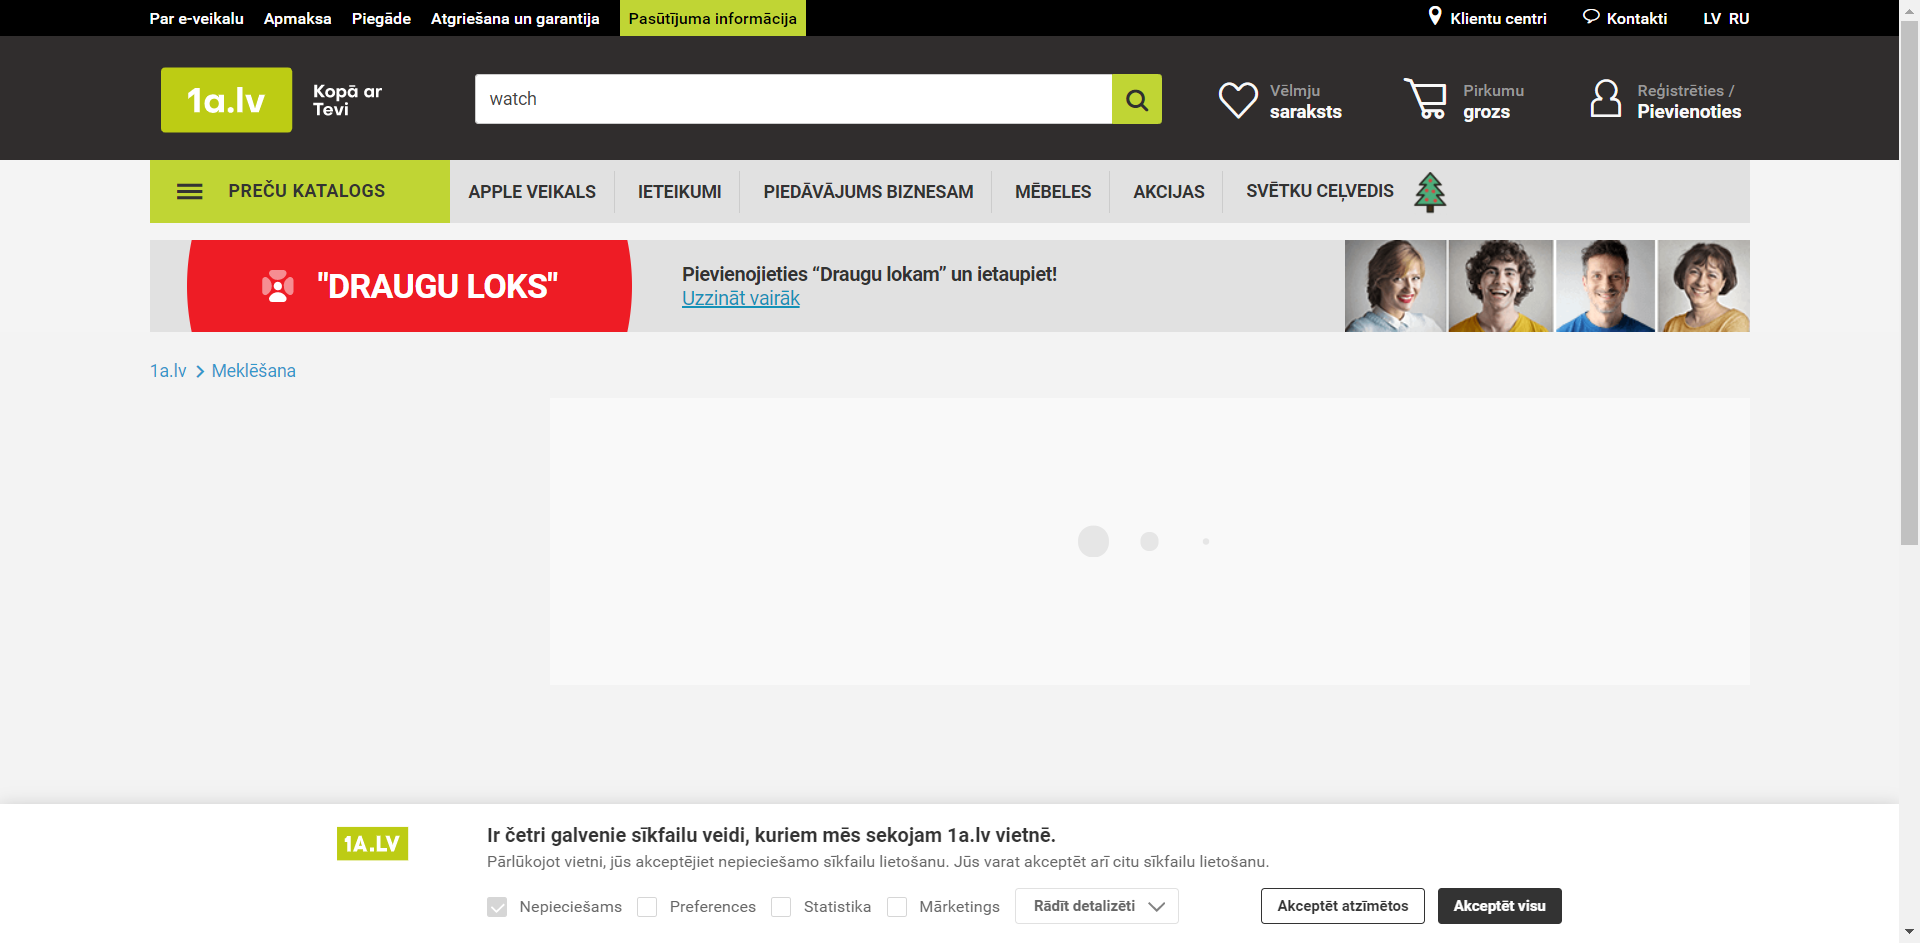 Par e-veikalu Apmaksa Piegāde Atgriešana un garantija Pasūtījuma informācija Klientu centri Kontakti LV RU
1a.lv Kopā ar Tevi
watch
Vēlmju saraksts
Pirkumu grozs
Reģistrēties / Pievienoties
PREČU KATALOGS APPLE VEIKALS IETEIKUMI PIEDĀVĀJUMS BIZNESAM MĒBELES AKCIJAS SVĒTKU CEĻVEDIS
"DRAUGU LOKS"
Pievienojieties “Draugu lokam” un ietaupiet!
Uzzināt vairāk
1a.lv Meklēšana
1A.LV
Ir četri galvenie sīkfailu veidi, kuriem mēs sekojam 1a.lv vietnē.
Pārlūkojot vietni, jūs akceptējiet nepieciešamo sīkfailu lietošanu. Jūs varat akceptēt arī citu sīkfailu lietošanu.
Nepieciešams Preferences Statistika Mārketings Rādīt detalizēti Akceptēt atzīmētos Akceptēt visu